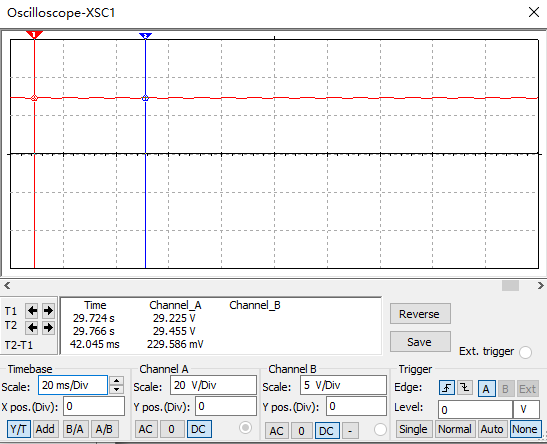 Oscilloscope-XSC1
1 2
Time Channel_A Channel_B
T1 29.724 s 29.225 V
T2 29.766 s 29.455 V
T2-T1 42.045 ms 229.586 mV
Reverse
Save
Ext. trigger
Timebase
Scale: 20 ms/Div
X pos.(Div): 0
Y/T Add B/A A/B
Channel A
Scale: 20 V/Div
Y pos.(Div): 0
AC 0 DC
Channel B
Scale: 5 V/Div
Y pos.(Div): 0
AC 0 DC -
Trigger
Edge: A B Ext
Level: 0 V
Single Normal Auto None